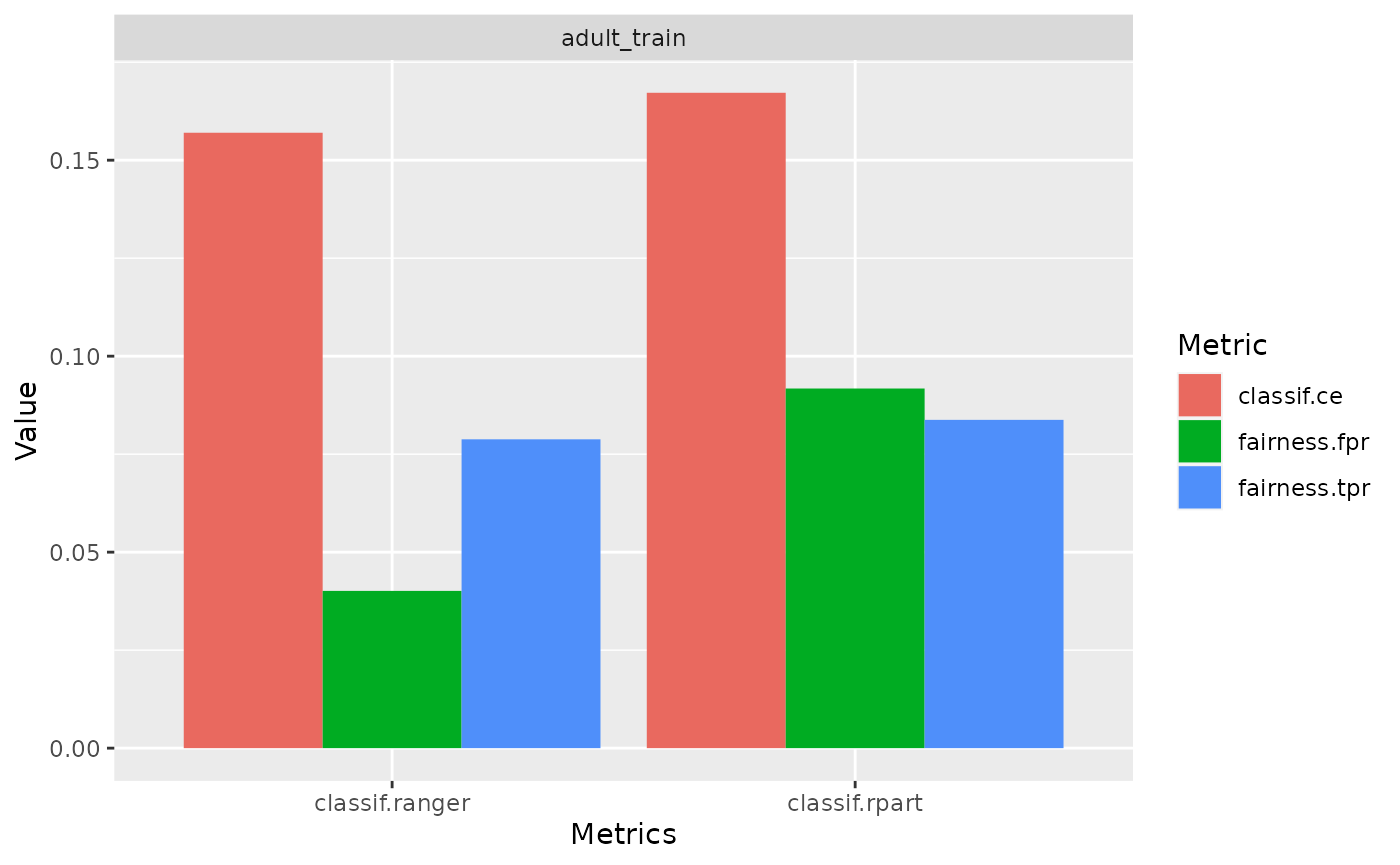 adult_train
0.15
0.10
0.05
0.00
Value
classif.ranger
classif.rpart
Metrics
Metric
classif.ce
fairness.fpr
fairness.tpr